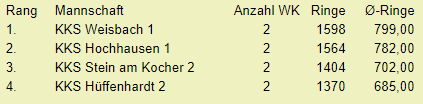 Rang Mannschaft Anzahl WK Ringe Ø-Ringe
1. KKS Weisbach 1 2 1598 799,00
2. KKS Hochhausen 1 2 1564 782,00
3. KKS Stein am Kocher 2 2 1404 702,00
4. KKS Hüffenhardt 2 2 1370 685,00